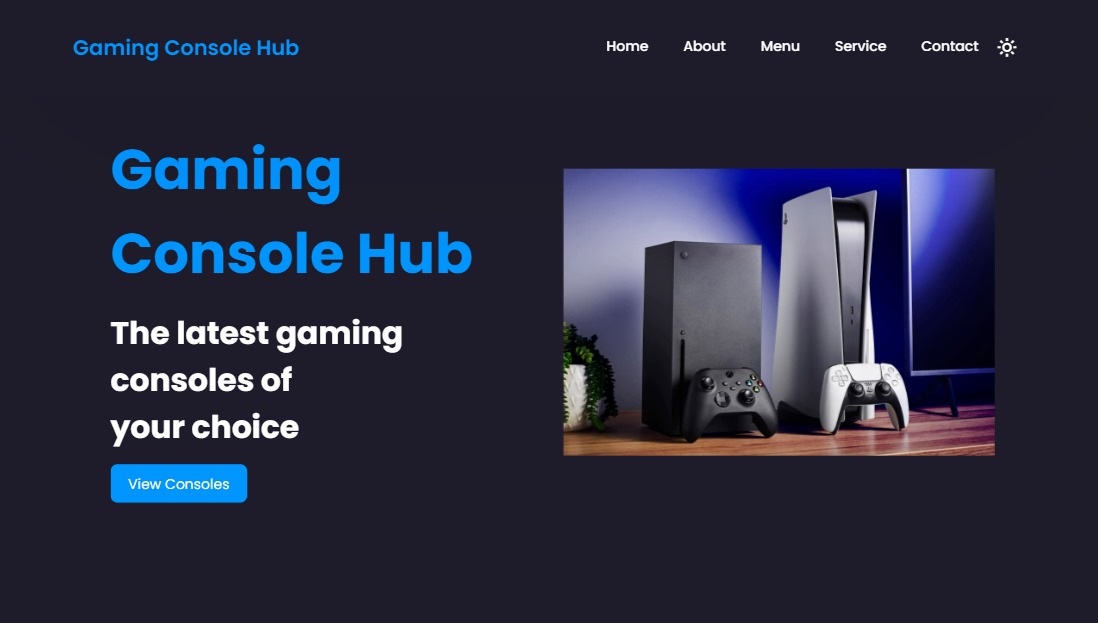 Gaming Console Hub
Home About Menu Service Contact
Gaming
Console Hub
The latest gaming
consoles of
your choice
View Consoles